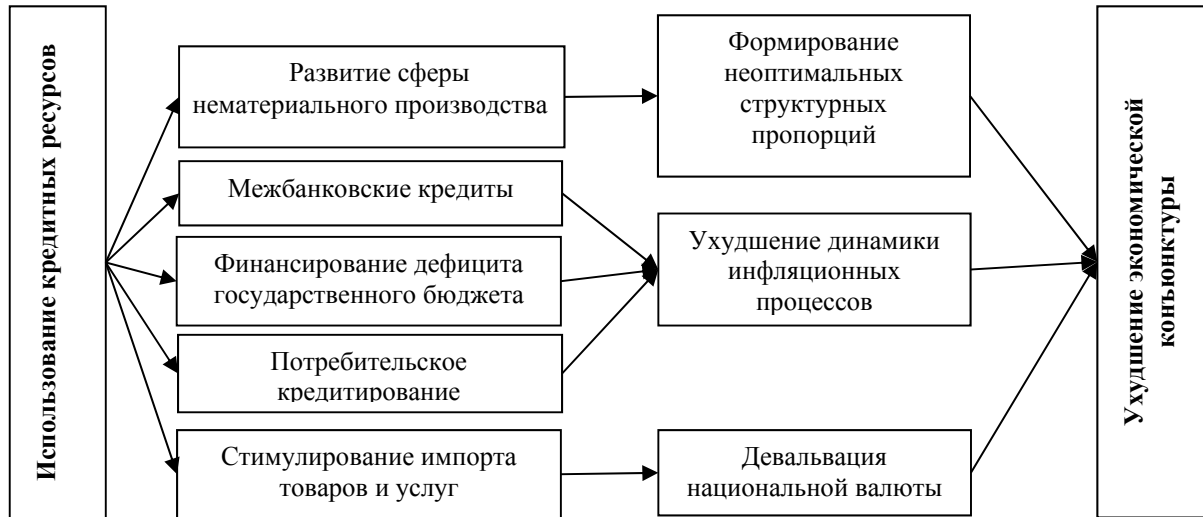 Использование кредитных ресурсов
Развитие сферы
нематериального производства
Межбанковские кредиты
Финансирование дефицита
государственного бюджета
Потребительское
кредитирование
Стимулирование импорта
товаров и услуг
Формирование
неоптимальных
структурных
пропорций
Ухудшение динамики
инфляционных
процессов
Девальвация
национальной валюты
Ухудшение экономической
конъюнктуры